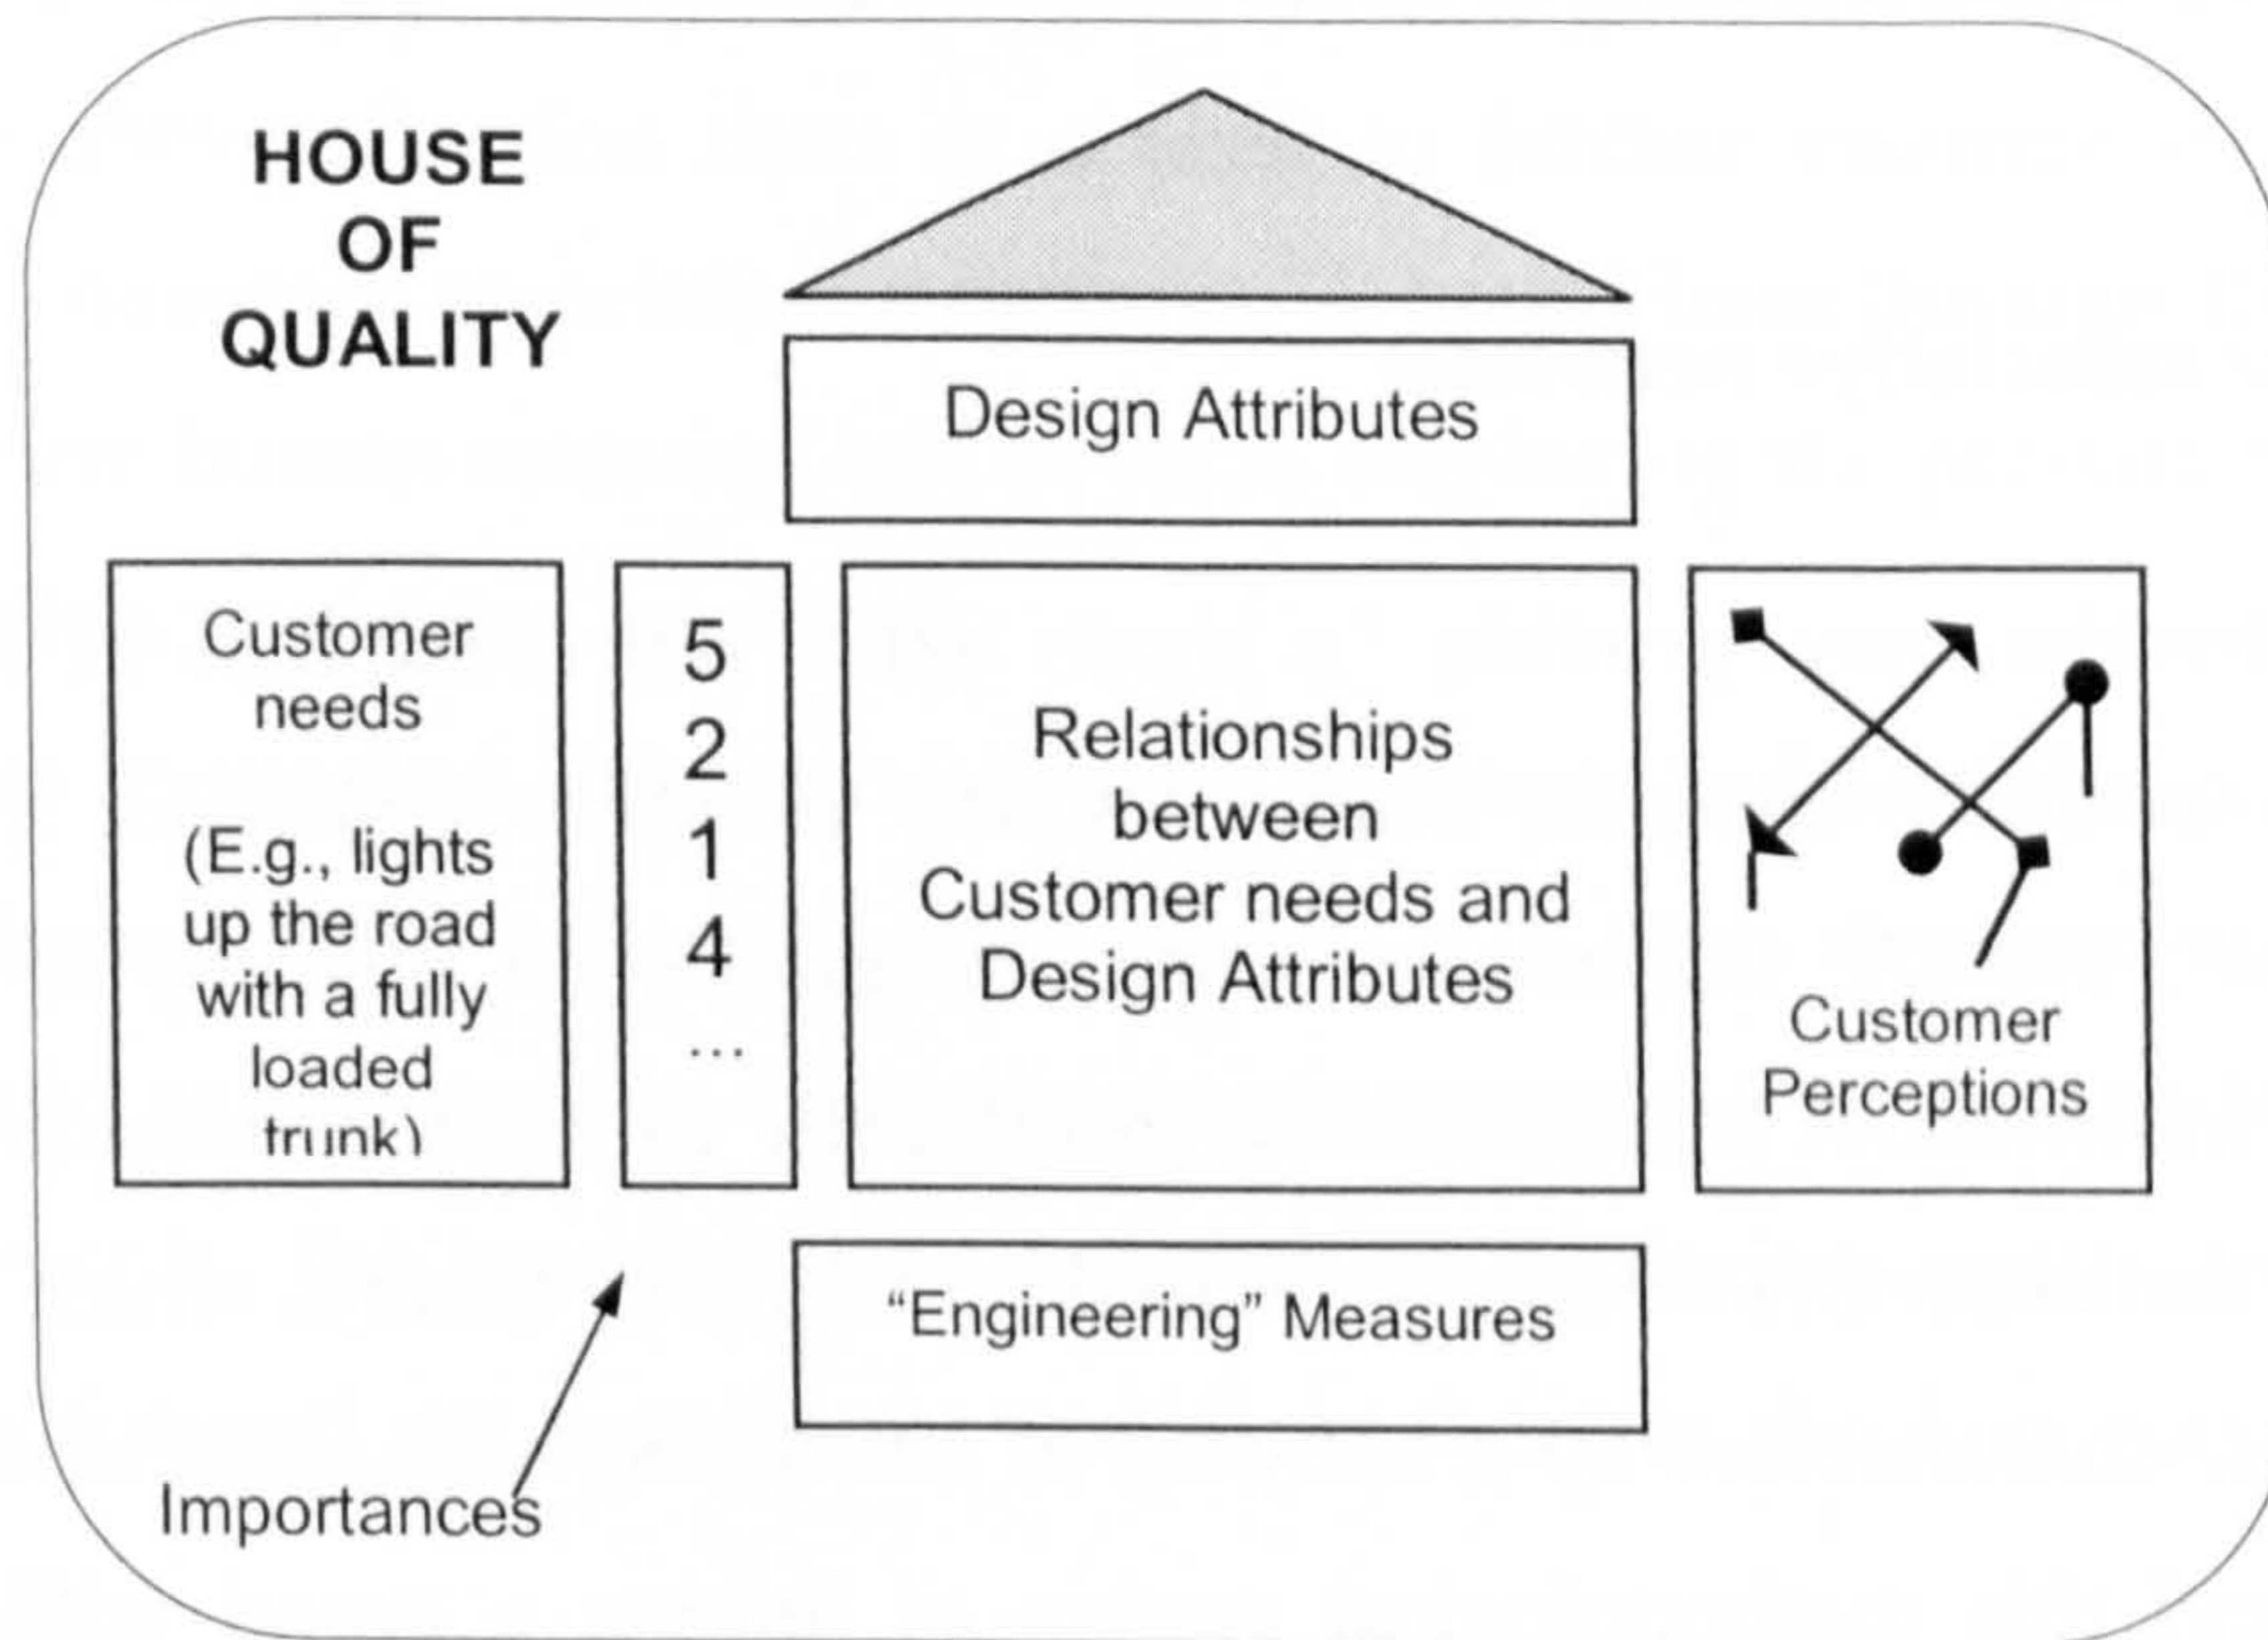 HOUSE
OF
QUALITY
Design Attributes
Customer
needs
(E.g., lights
up the road
with a fully
loaded
trunk)
5
2
1
4
...
Relationships
between
Customer needs and
Design Attributes
Customer
Perceptions
“Engineering” Measures
Importances